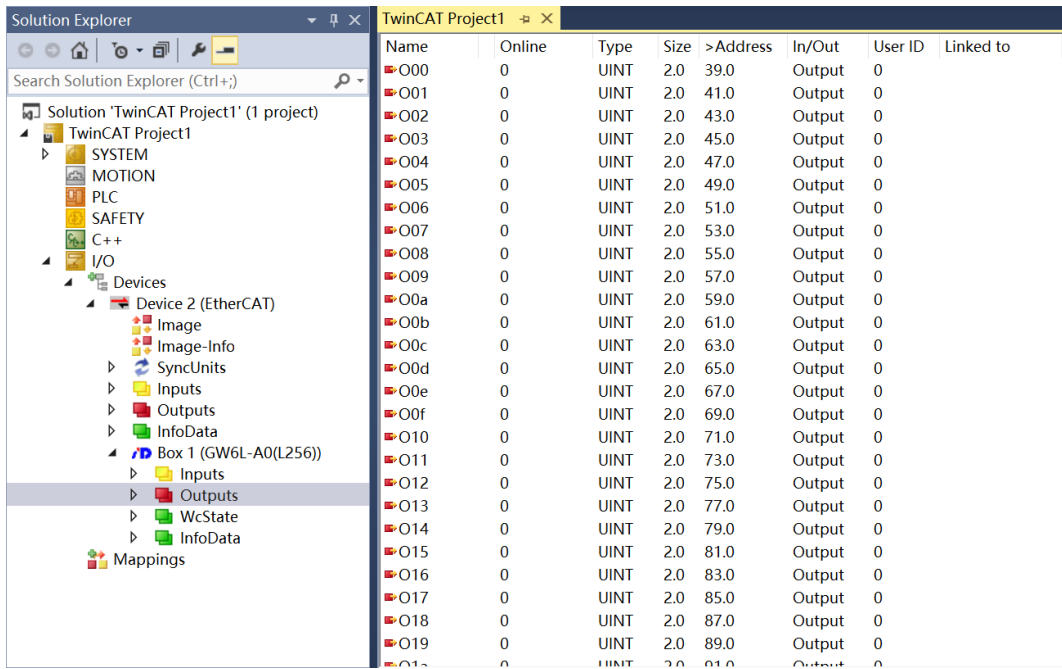 Solution Explorer
Search Solution Explorer (Ctrl+;)
Solution 'TwinCAT Project1' (1 project)
TwinCAT Project1
SYSTEM
MOTION
PLC
SAFETY
C++
I/O
Devices
Device 2 (EtherCAT)
Image
Image-Info
SyncUnits
Inputs
Outputs
InfoData
Box 1 (GW6L-A0(L256))
Inputs
Outputs
WcState
InfoData
Mappings
TwinCAT Project1
Name Online Type Size >Address In/Out User ID Linked to
O00 0 UINT 2.0 39.0 Output 0
O01 0 UINT 2.0 41.0 Output 0
O02 0 UINT 2.0 43.0 Output 0
O03 0 UINT 2.0 45.0 Output 0
O04 0 UINT 2.0 47.0 Output 0
O05 0 UINT 2.0 49.0 Output 0
O06 0 UINT 2.0 51.0 Output 0
O07 0 UINT 2.0 53.0 Output 0
O08 0 UINT 2.0 55.0 Output 0
O09 0 UINT 2.0 57.0 Output 0
O0a 0 UINT 2.0 59.0 Output 0
O0b 0 UINT 2.0 61.0 Output 0
O0c 0 UINT 2.0 63.0 Output 0
O0d 0 UINT 2.0 65.0 Output 0
O0e 0 UINT 2.0 67.0 Output 0
O0f 0 UINT 2.0 69.0 Output 0
O10 0 UINT 2.0 71.0 Output 0
O11 0 UINT 2.0 73.0 Output 0
O12 0 UINT 2.0 75.0 Output 0
O13 0 UINT 2.0 77.0 Output 0
O14 0 UINT 2.0 79.0 Output 0
O15 0 UINT 2.0 81.0 Output 0
O16 0 UINT 2.0 83.0 Output 0
O17 0 UINT 2.0 85.0 Output 0
O18 0 UINT 2.0 87.0 Output 0
O19 0 UINT 2.0 89.0 Output 0
O1a 0 UINT 2.0 91.0 Output 0